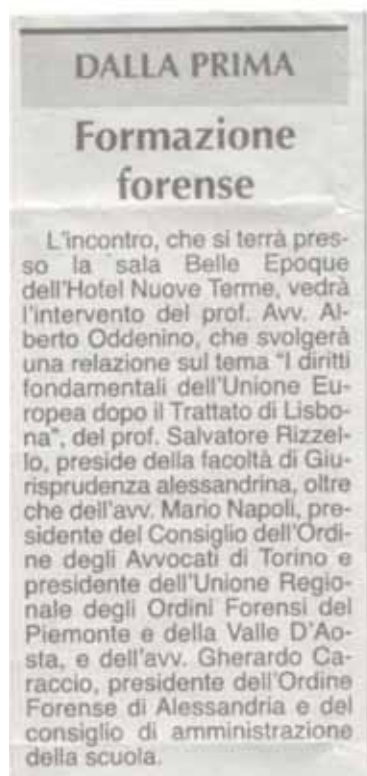 DALLA PRIMA
Formazione
forense
L'incontro, che si terrà pres-
so la sala Belle Epoque
dell'Hotel Nuove Terme, vedrà
l'intervento del prof. Avv. Al-
berto Oddenino, che svolgerà
una relazione sul tema "I diritti
fondamentali dell'Unione Eu-
ropea dopo il Trattato di Lisbo-
na", del prof. Salvatore Rizzel-
lo, preside della facoltà di Giu-
risprudenza alessandrina, oltre
che dell'avv. Mario Napoli, pre-
sidente del Consiglio dell'Ordi-
ne degli Avvocati di Torino e
presidente dell'Unione Regio-
nale degli Ordini Forensi del
Piemonte e della Valle D'Ao-
sta, e dell'avv. Gherardo Ca-
raccio, presidente dell'Ordine
Forense di Alessandria e del
consiglio di amministrazione
della scuola.